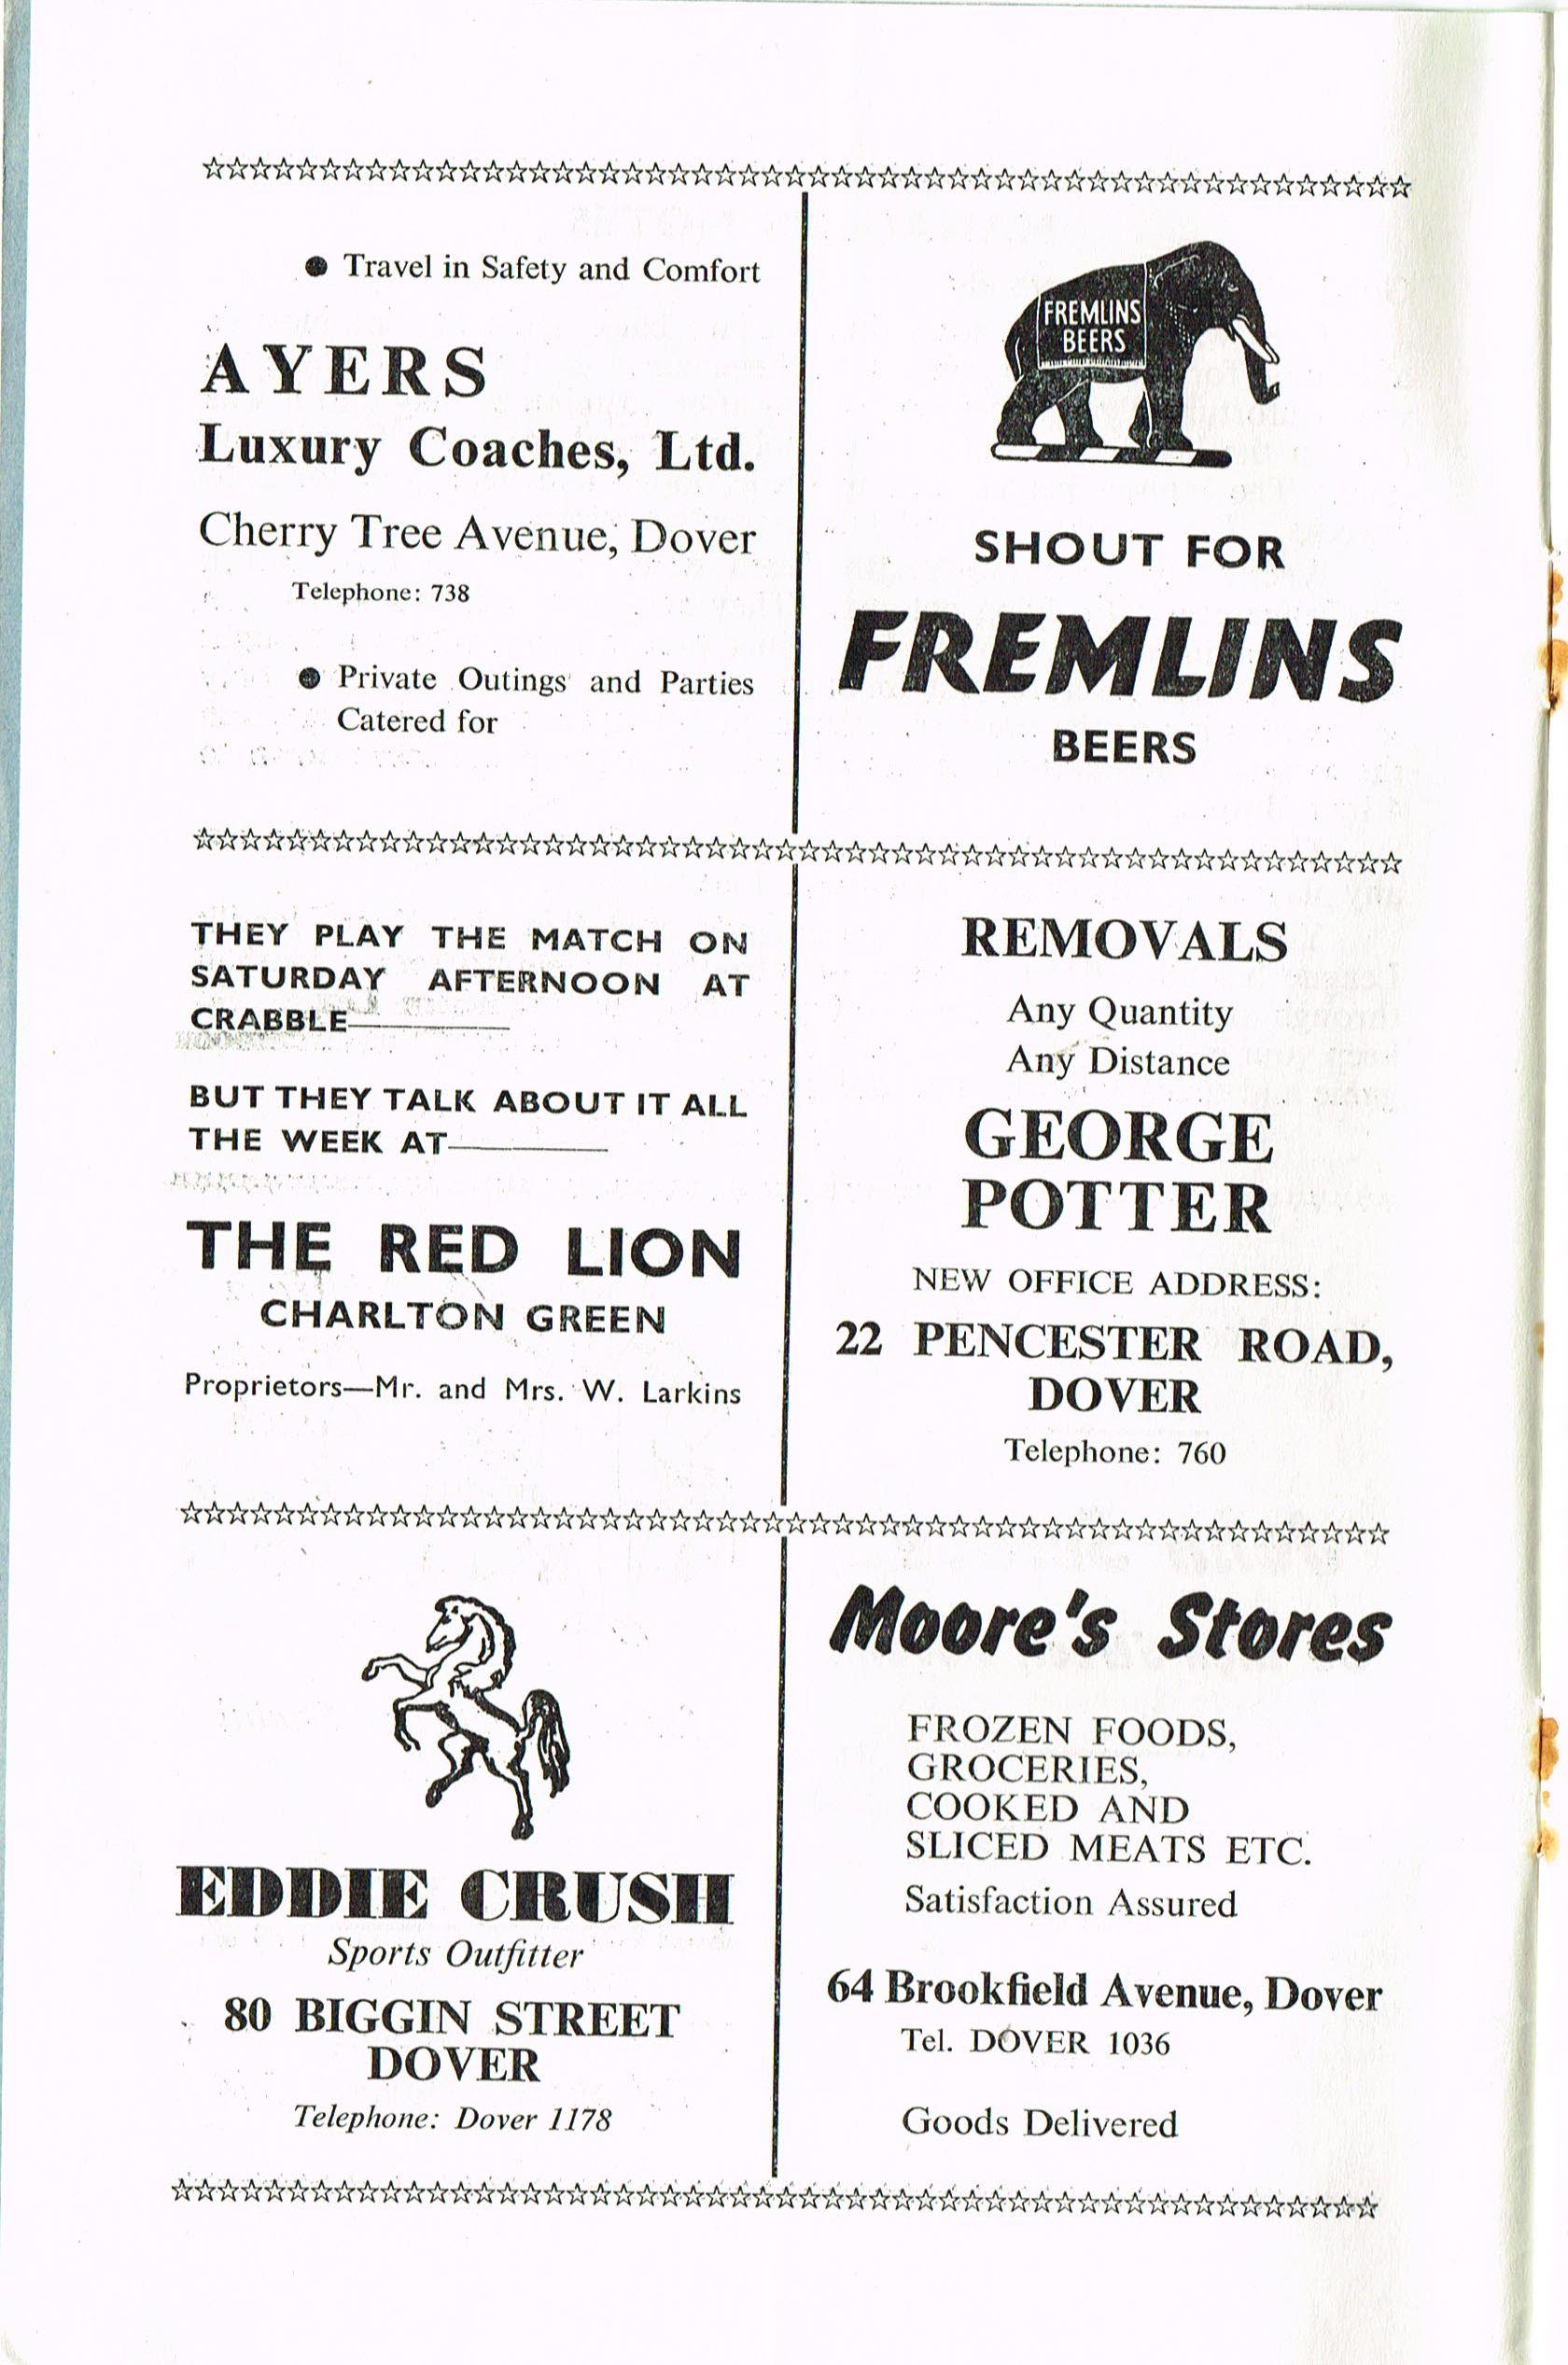 ● Travel in Safety and Comfort
AYERS
Luxury Coaches, Ltd.
Cherry Tree Avenue, Dover
Telephone: 738
● Private Outings and Parties
Catered for
FREMLINS
BEERS
SHOUT FOR
FREMLINS
BEERS
THEY PLAY THE MATCH ON
SATURDAY AFTERNOON AT
CRABBLE—
BUT THEY TALK ABOUT IT ALL
THE WEEK AT—
THE RED LION
CHARLTON GREEN
Proprietors—Mr. and Mrs. W. Larkins
REMOVALS
Any Quantity
Any Distance
GEORGE
POTTER
NEW OFFICE ADDRESS:
22 PENCESTER ROAD,
DOVER
Telephone: 760
EDDIE CRUSH
Sports Outfitter
80 BIGGIN STREET
DOVER
Telephone: Dover 1178
Moore's Stores
FROZEN FOODS,
GROCERIES,
COOKED AND
SLICED MEATS ETC.
Satisfaction Assured
64 Brookfield Avenue, Dover
Tel. DOVER 1036
Goods Delivered